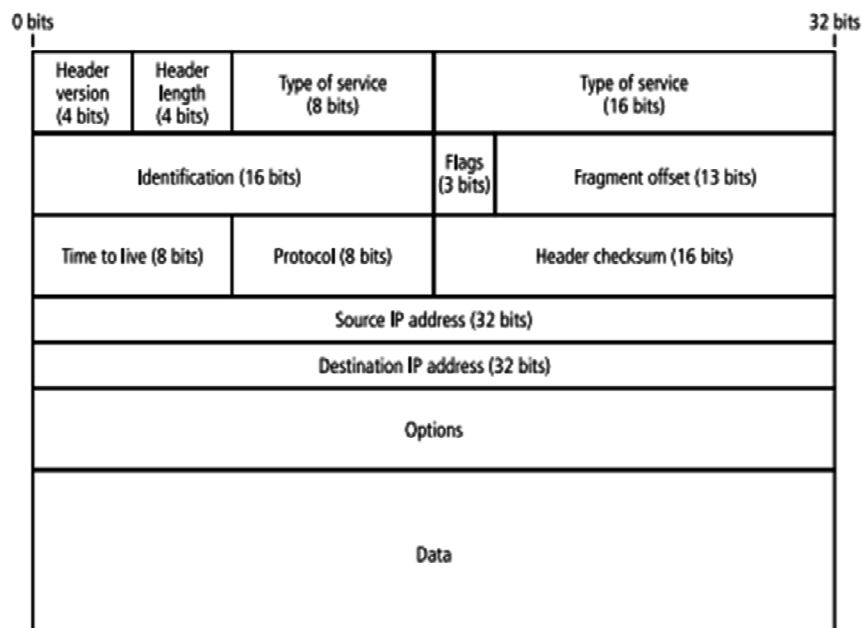 0 bits
32 bits
Header
version
(4 bits)
Header
length
(4 bits)
Type of service
(8 bits)
Type of service
(16 bits)
Identification (16 bits)
Flags
(3 bits)
Fragment offset (13 bits)
Time to live (8 bits)
Protocol (8 bits)
Header checksum (16 bits)
Source IP address (32 bits)
Destination IP address (32 bits)
Options
Data